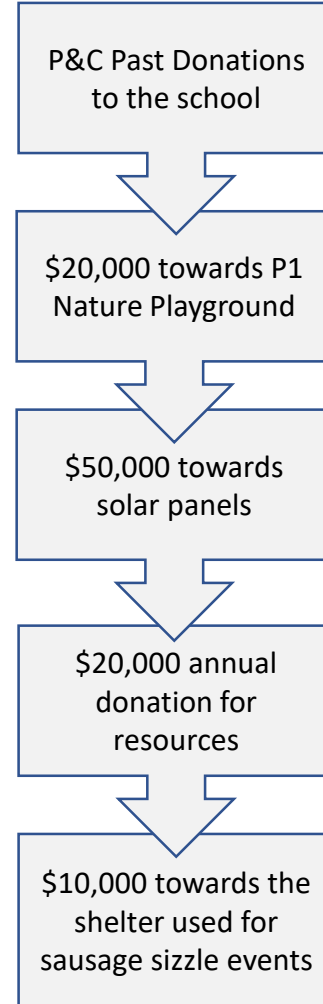 P&C Past Donations
to the school
$20,000 towards P1
Nature Playground
$50,000 towards
solar panels
$20,000 annual
donation for
resources
$10,000 towards the
shelter used for
sausage sizzle events